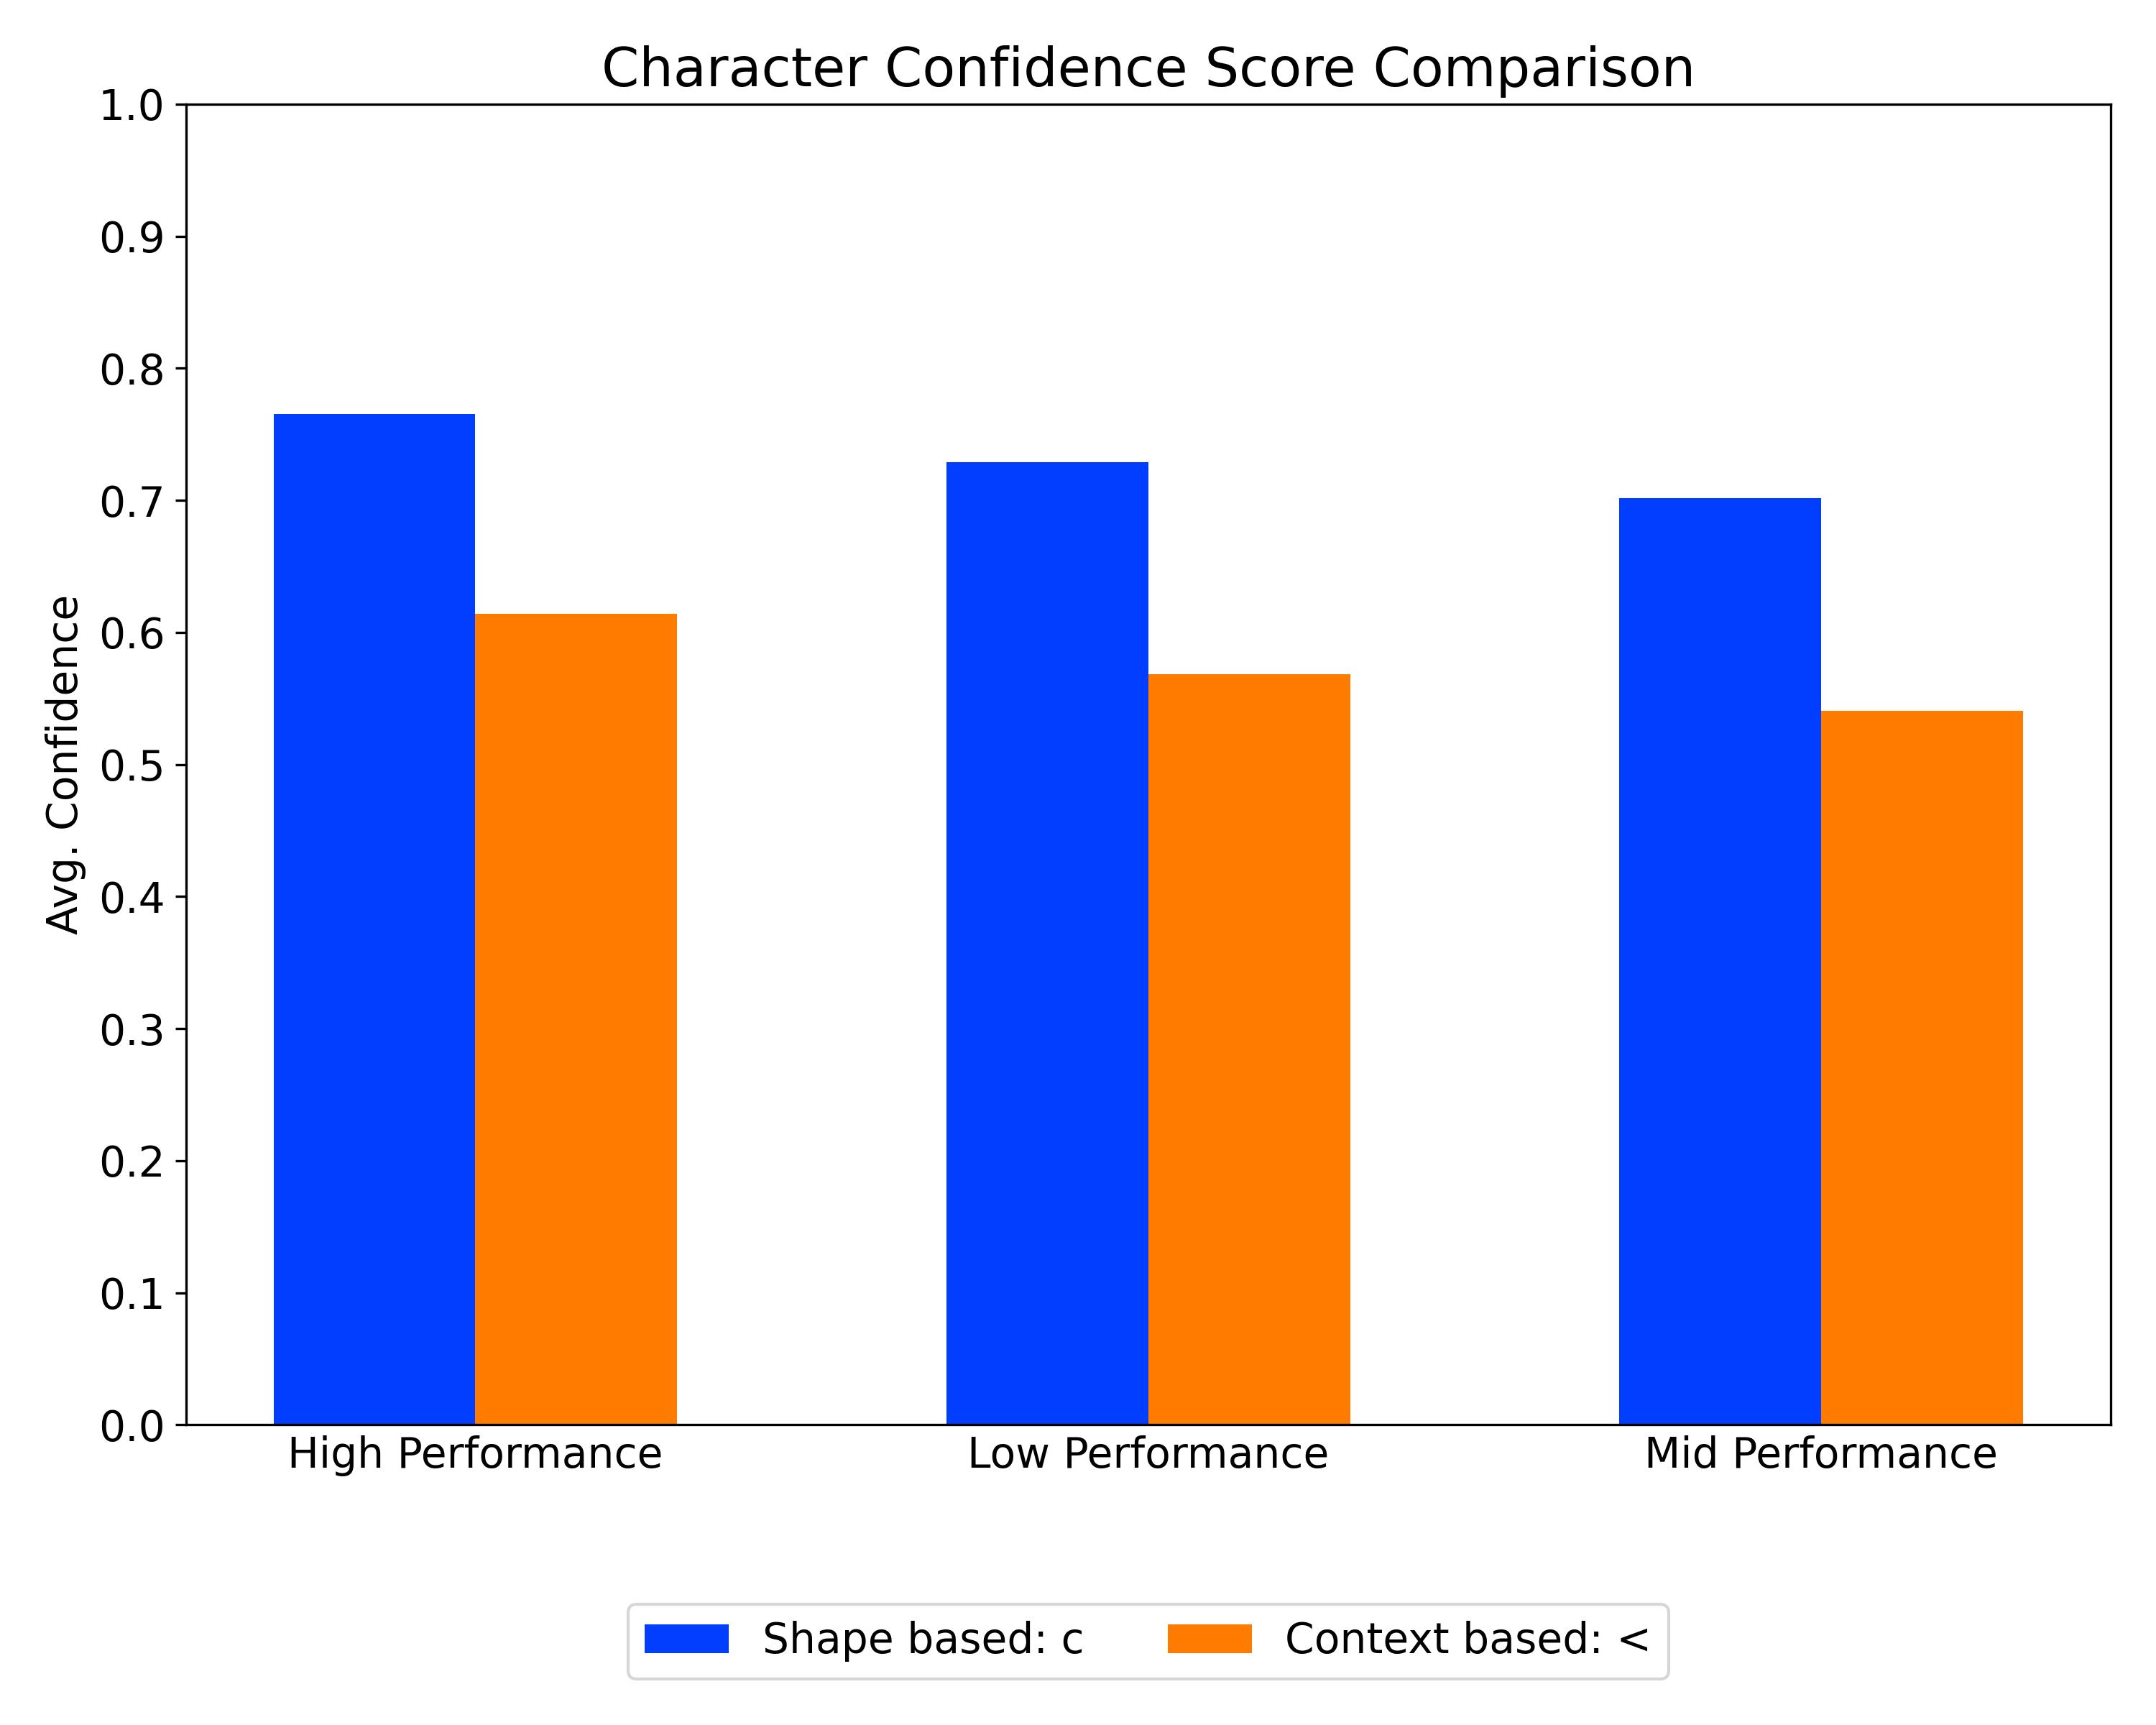 Character Confidence Score Comparison
1.0
0.9
0.8
0.7
0.6
0.5
0.4
0.3
0.2
0.1
0.0
Avg. Confidence
High Performance
Low Performance
Mid Performance
Shape based: c
Context based: <